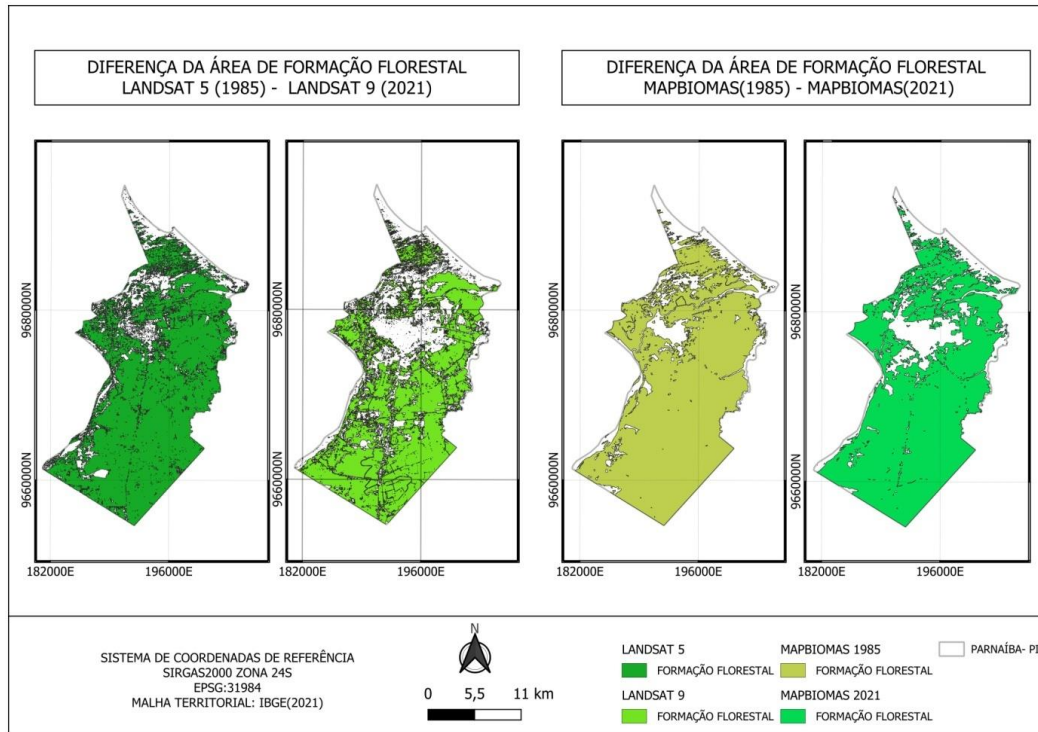 DIFERENÇA DA ÁREA DE FORMAÇÃO FLORESTAL
LANDSAT 5 (1985) - LANDSAT 9 (2021)
DIFERENÇA DA ÁREA DE FORMAÇÃO FLORESTAL
MAPBIOMAS(1985) - MAPBIOMAS(2021)
9680000N
9660000N
182000E
196000E
9680000N
9660000N
182000E
196000E
9680000N
9660000N
182000E
196000E
9680000N
9660000N
182000E
196000E
SISTEMA DE COORDENADAS DE REFERÊNCIA
SIRGAS2000 ZONA 24S
EPSG:31984
MALHA TERRITORIAL: IBGE(2021)
N
0 5,5 11 km
LANDSAT 5
FORMAÇÃO FLORESTAL
LANDSAT 9
FORMAÇÃO FLORESTAL
MAPBIOMAS 1985
FORMAÇÃO FLORESTAL
MAPBIOMAS 2021
FORMAÇÃO FLORESTAL
PARNAÍBA- PI